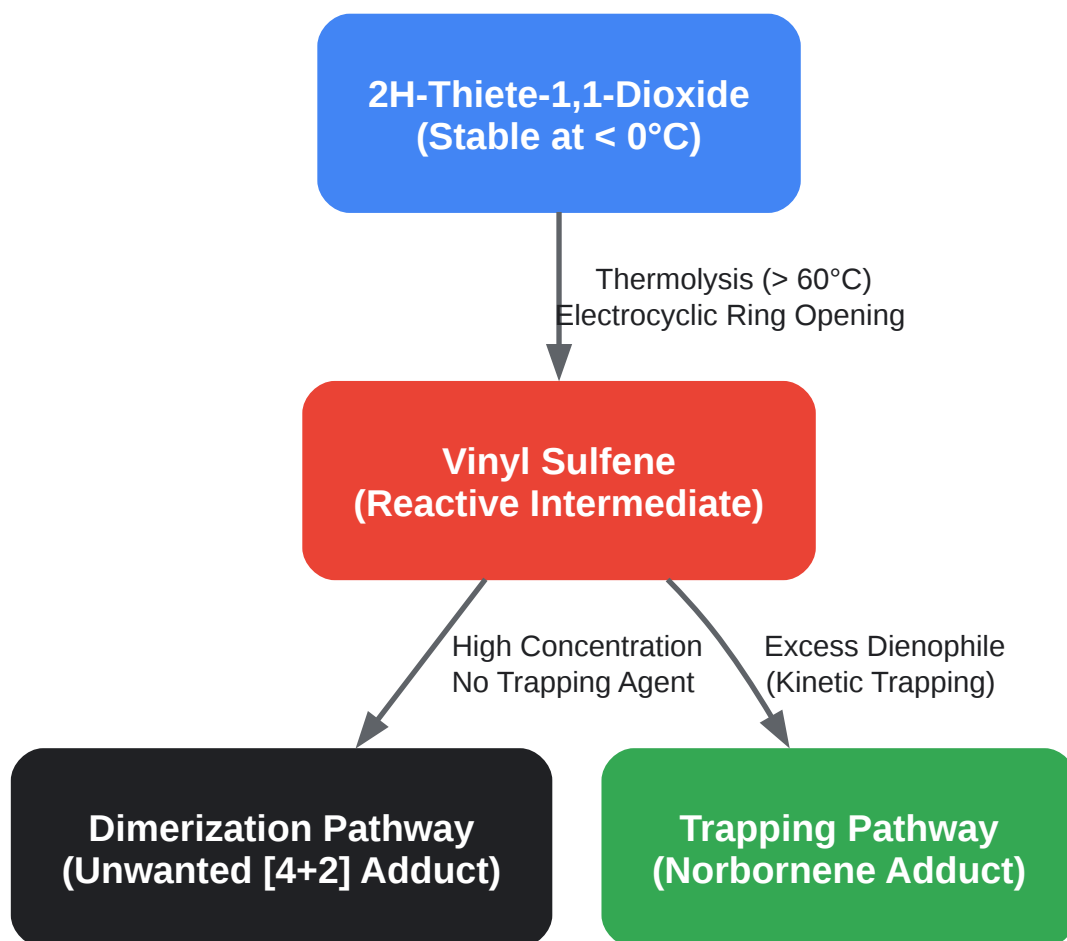 2H-Thiete-1,1-Dioxide
(Stable at < 0°C)
Thermolysis (> 60°C)
Electrocyclic Ring Opening
Vinyl Sulfene
(Reactive Intermediate)
High Concentration
No Trapping Agent
Excess Dienophile
(Kinetic Trapping)
Dimerization Pathway
(Unwanted [4+2] Adduct)
Trapping Pathway
(Norbornene Adduct)